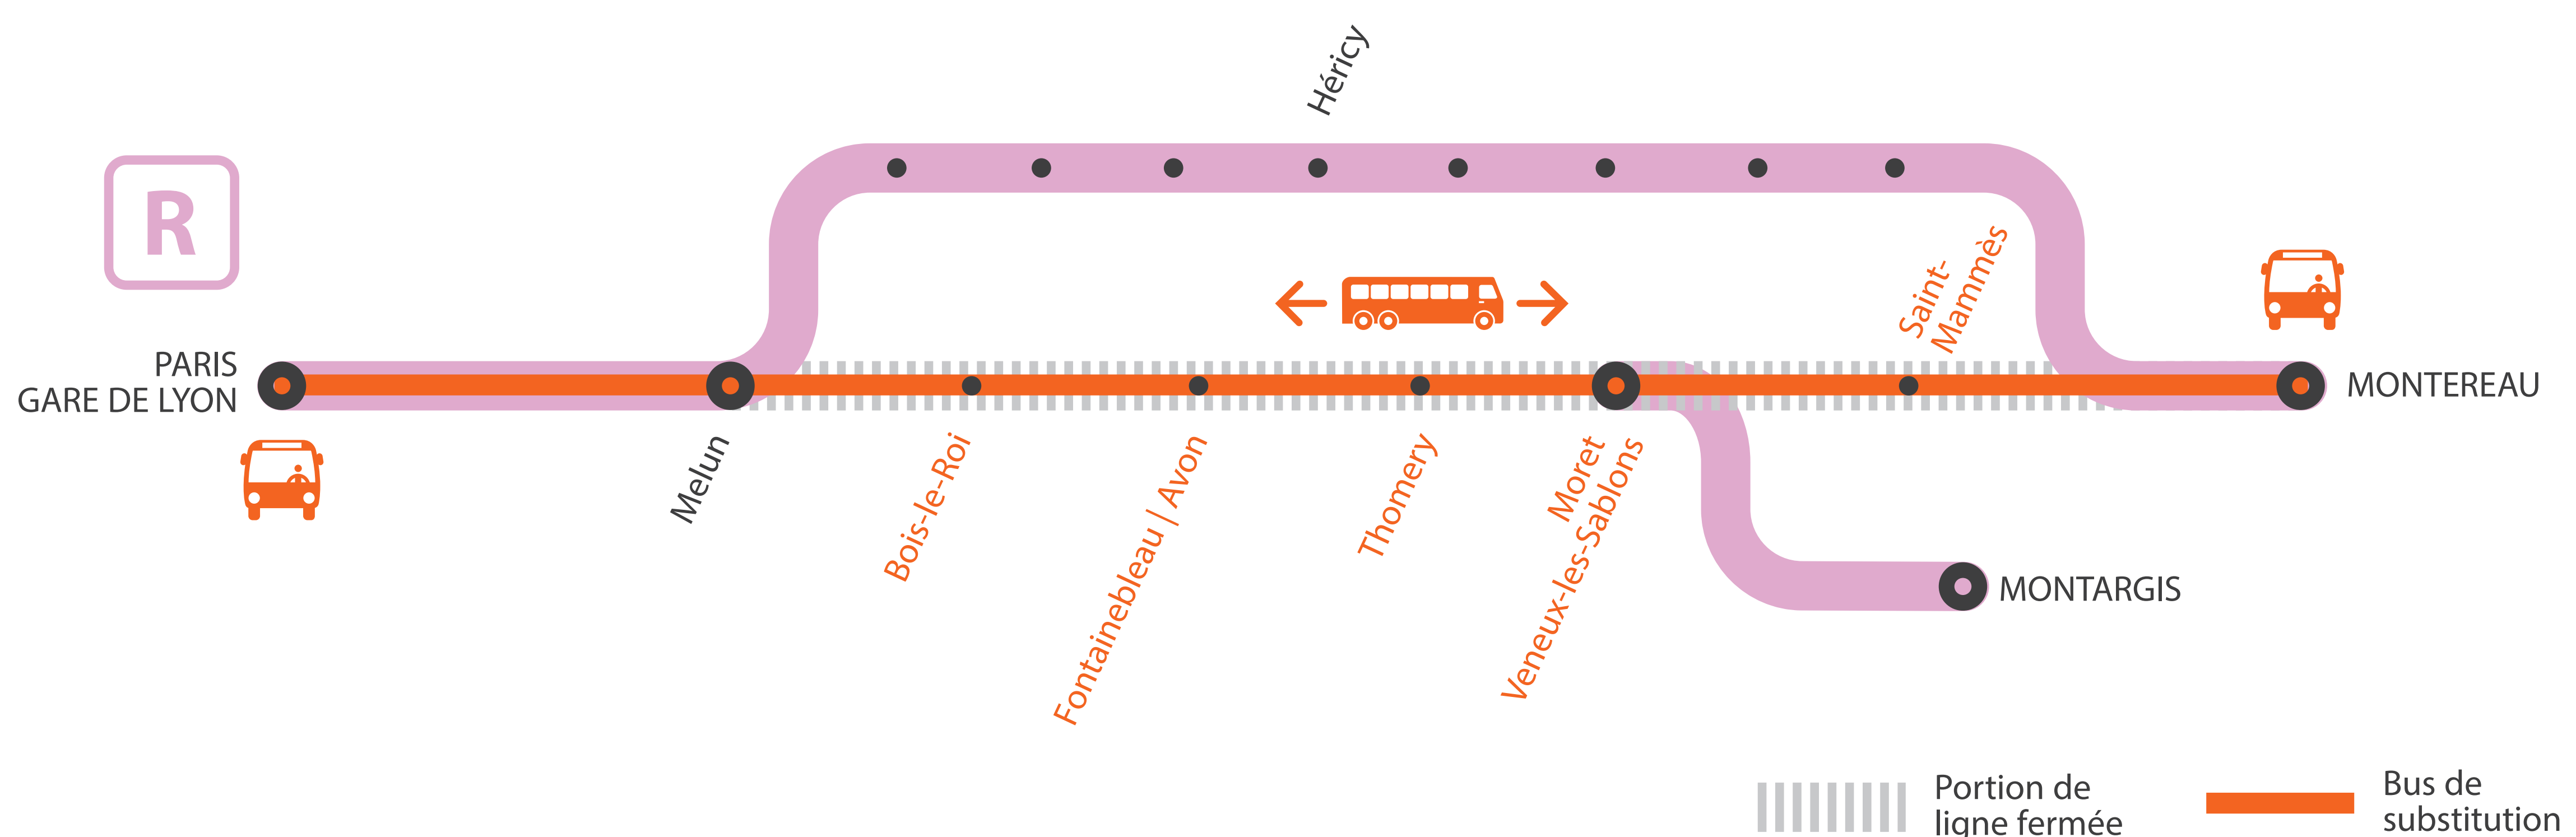 Héricy
R
Saint-
Mammès
PARIS
GARE DE LYON
MONTEREAU
Melun
Bois-le-Roi
Fontainebleau | Avon
Thomery
Moret
Veneux-les-Sablons
MONTARGIS
Portion de
ligne fermée
Bus de
substitution